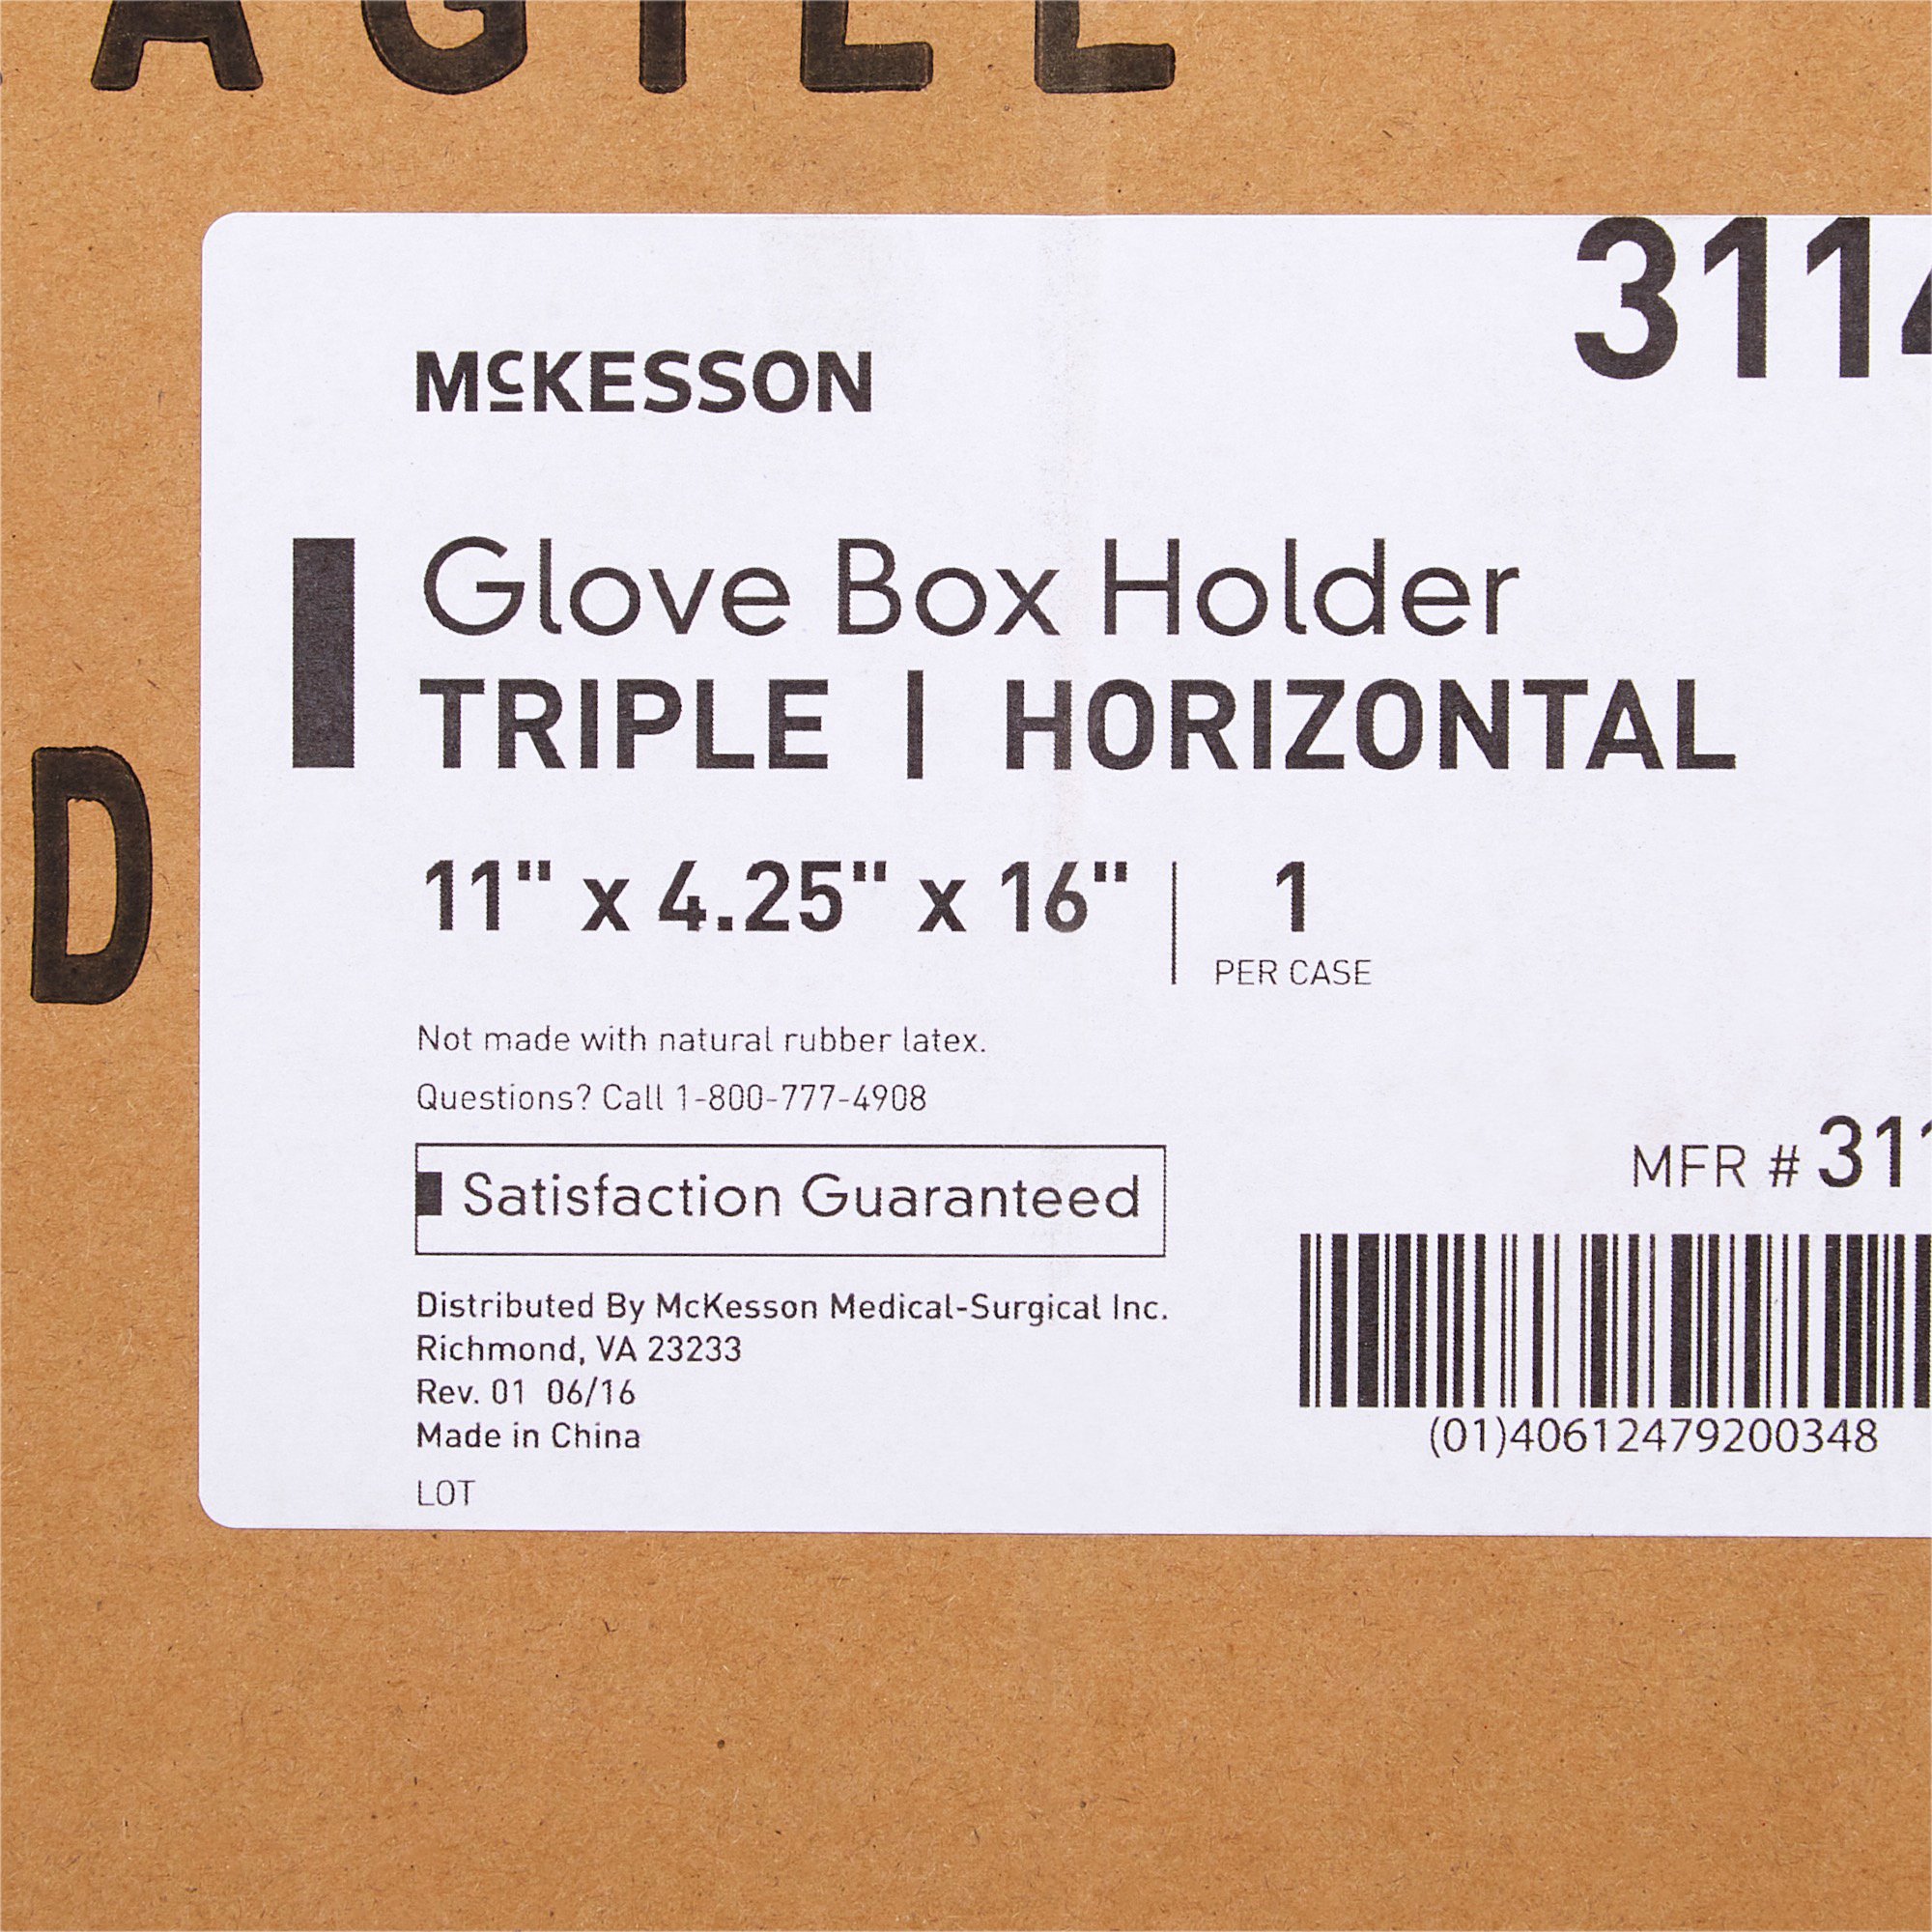 AGILE
3114
McKESSON
Glove Box Holder
TRIPLE | HORIZONTAL
D
11" x 4.25" x 16" | 1
PER CASE
Not made with natural rubber latex.
Questions? Call 1-800-777-4908
MFR # 311
Satisfaction Guaranteed
Distributed By McKesson Medical-Surgical Inc.
Richmond, VA 23233
Rev. 01 06/16
Made in China
(01)40612479200348
LOT